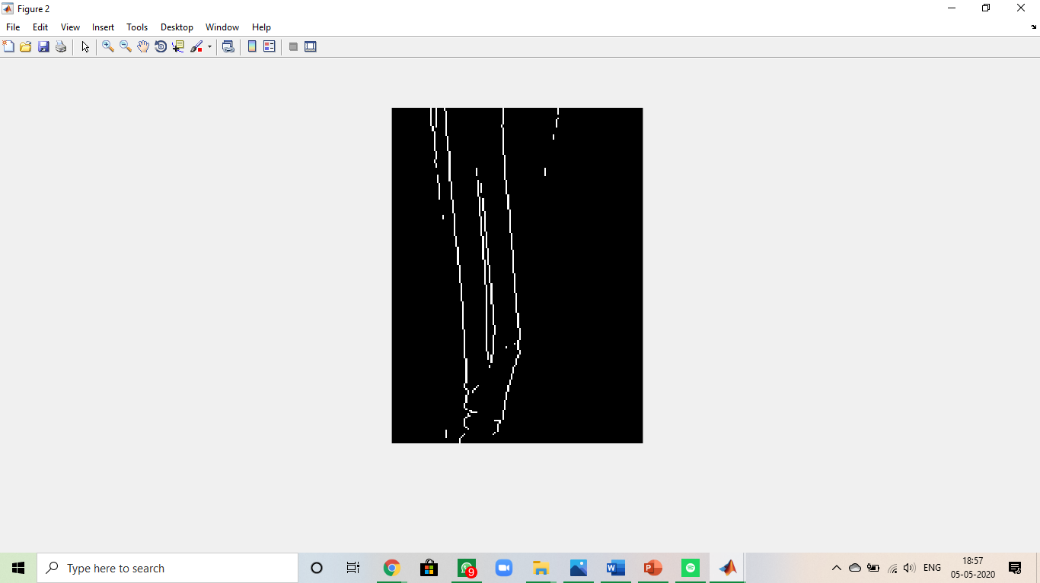 Figure 2
File Edit View Insert Tools Desktop Window Help
Type here to search
9
ENG
18:57
05-05-2020